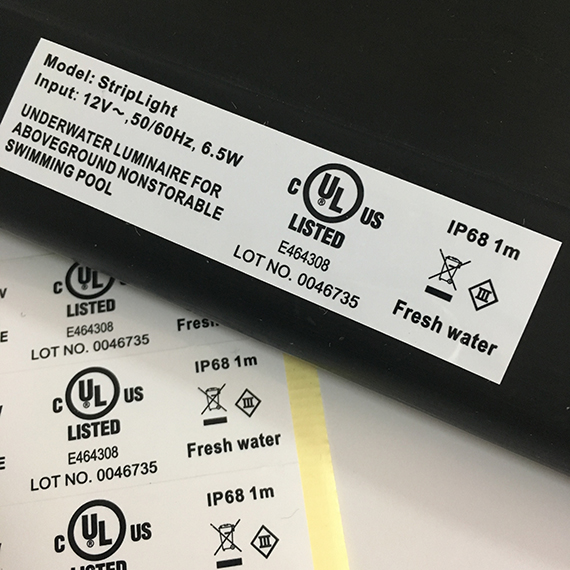 Model: StripLight
Input: 12V~,50/60Hz, 6.5W
UNDERWATER LUMINAIRE FOR
ABOVEGROUND NONSTORABLE
SWIMMING POOL
C UL US
LISTED
E464308
LOT NO. 0046735
IP68 1m
III
Fresh water
UL
LISTED
E464308
LOT NO. 0046735
Fresh
C UL US
LISTED
E464308
LOT NO. 0046735
IP68 1m
III
Fresh water
C UL US
LISTED
IP68 1m
III